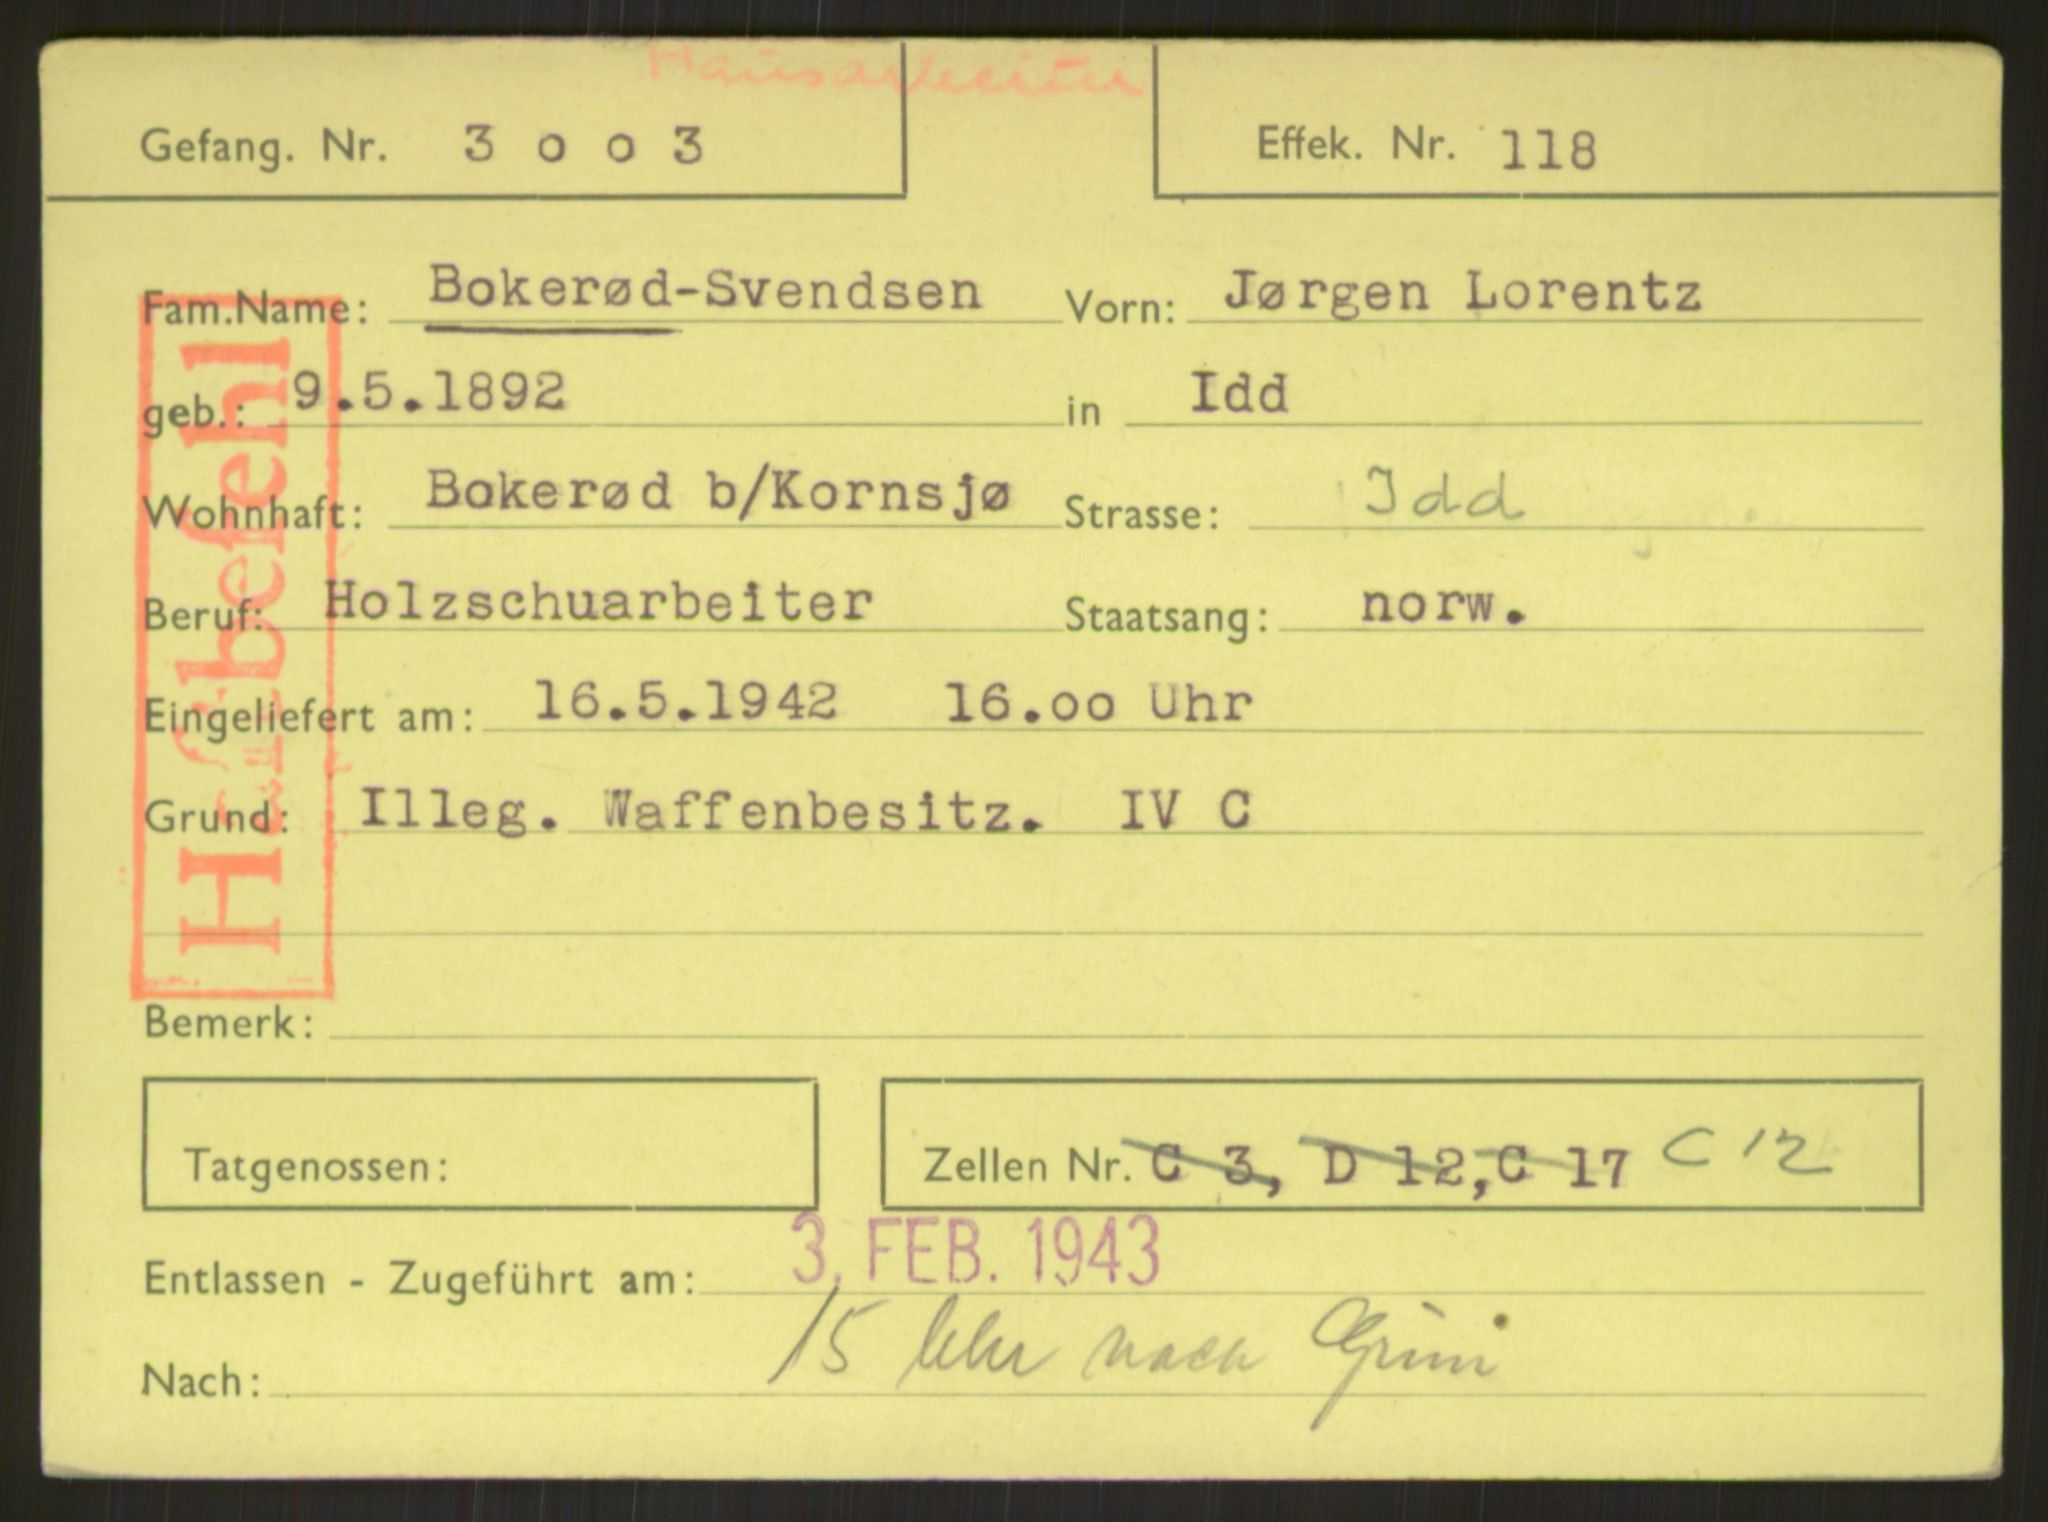 Hausarbeiter
Gefang. Nr. 3 o o 3
Effek. Nr. 118
Fam.Name: Bokerød-Svendsen Vorn: Jørgen Lorentz
geb.: 9.5.1892 in Idd
Wohnhaft: Bokerød b/Kornsjø Strasse: Idd
Beruf: Holzschuarbeiter Staatsang: norw.
Eingeliefert am: 16.5.1942 16.oo Uhr
Grund: Illeg. Waffenbesitz. IV C
Haftbefehl
Bemerk:
Tatgenossen:
Zellen Nr. C 3, D 12, C 17 C 12
Entlassen - Zugeführt am: 3. FEB. 1943
Nach: 15 Uhr nach Grini